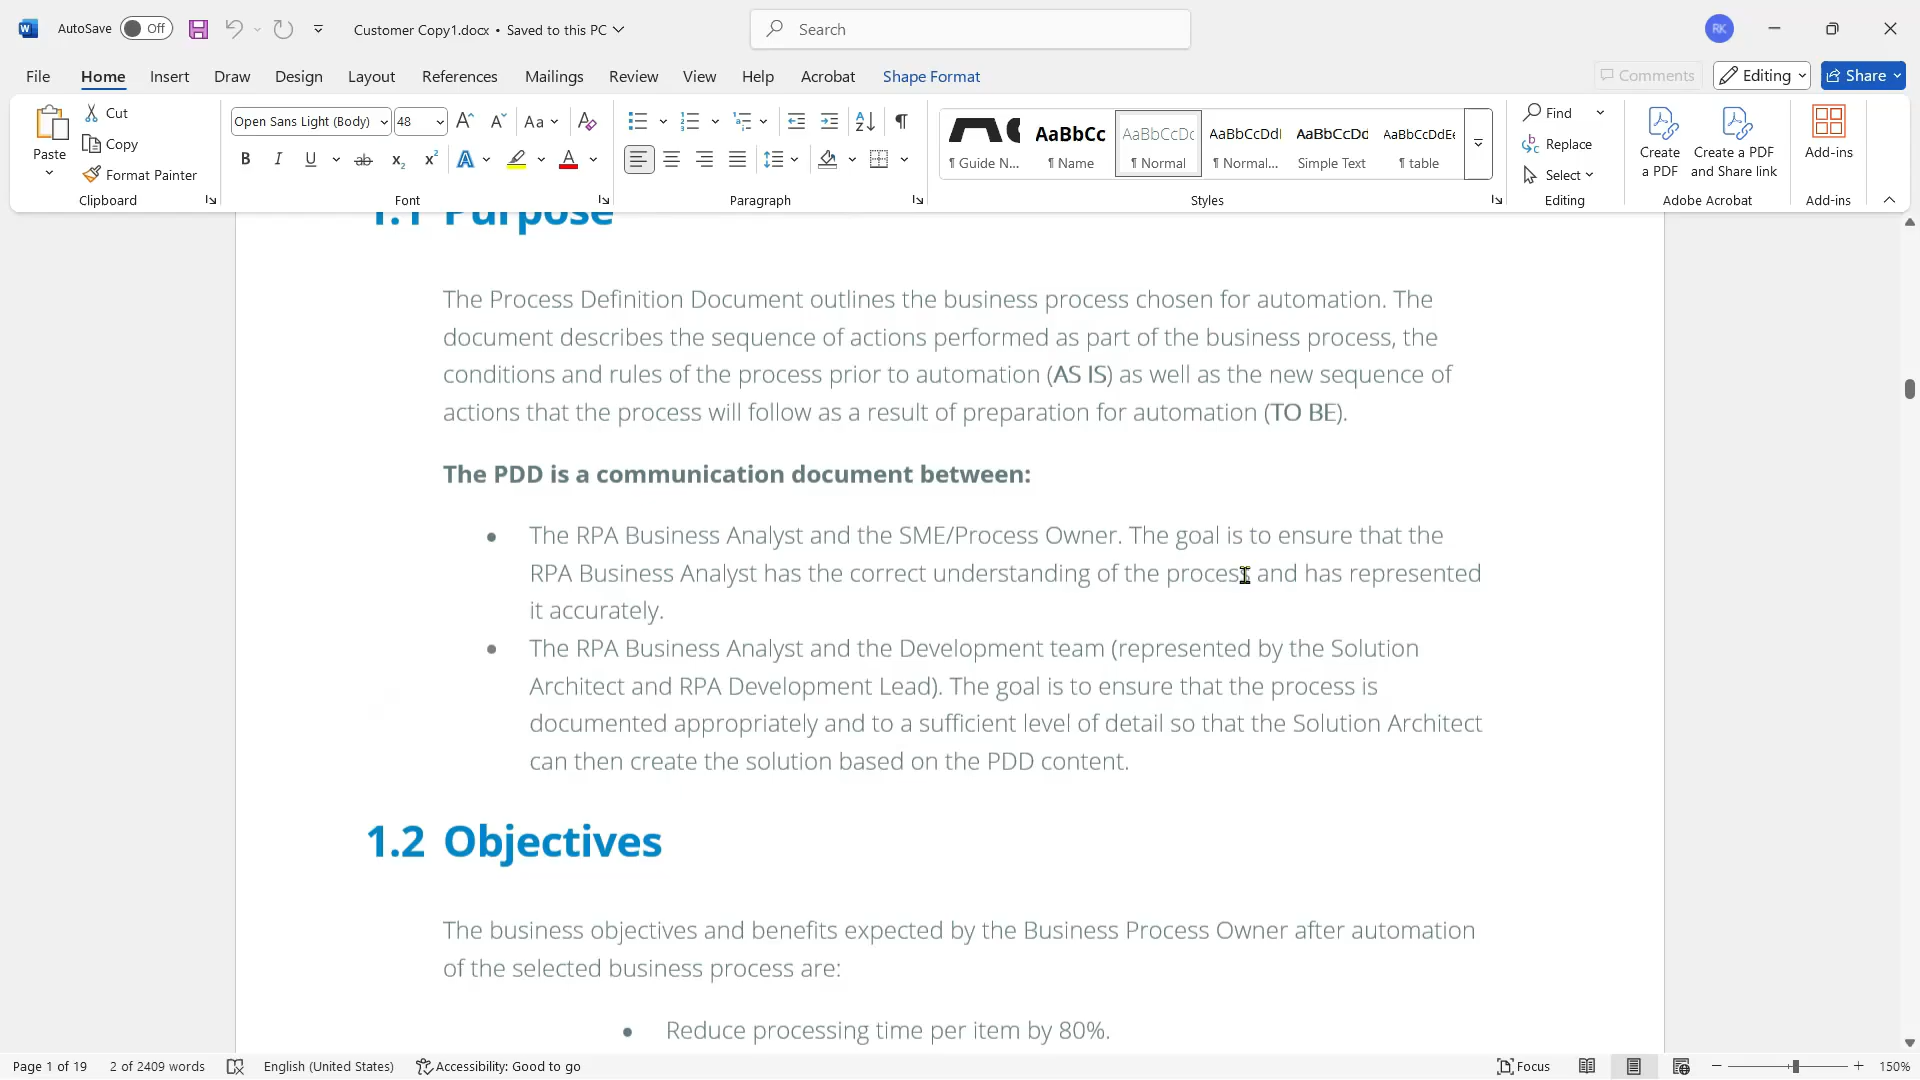 AutoSave Off Customer Copy1.docx • Saved to this PC Search RK
File Home Insert Draw Design Layout References Mailings Review View Help Acrobat Shape Format Comments Editing Share
Paste
Cut
Copy
Format Painter
Clipboard
Open Sans Light (Body) 48
Font
Paragraph
AaBbCc AaBbCcDc AaBbCcDdI AaBbCcDd AaBbCcDdEe
¶ Guide N... ¶ Name ¶ Normal ¶ Normal... Simple Text ¶ table
Styles
Find
Replace
Select
Editing
Create a PDF
Create a PDF and Share link
Adobe Acrobat
Add-ins
Add-ins
1.1 Purpose
The Process Definition Document outlines the business process chosen for automation. The
document describes the sequence of actions performed as part of the business process, the
conditions and rules of the process prior to automation (AS IS) as well as the new sequence of
actions that the process will follow as a result of preparation for automation (TO BE).
The PDD is a communication document between:
• The RPA Business Analyst and the SME/Process Owner. The goal is to ensure that the
RPA Business Analyst has the correct understanding of the process and has represented
it accurately.
• The RPA Business Analyst and the Development team (represented by the Solution
Architect and RPA Development Lead). The goal is to ensure that the process is
documented appropriately and to a sufficient level of detail so that the Solution Architect
can then create the solution based on the PDD content.
1.2 Objectives
The business objectives and benefits expected by the Business Process Owner after automation
of the selected business process are:
• Reduce processing time per item by 80%.
Page 1 of 19 2 of 2409 words English (United States) Accessibility: Good to go Focus 150%